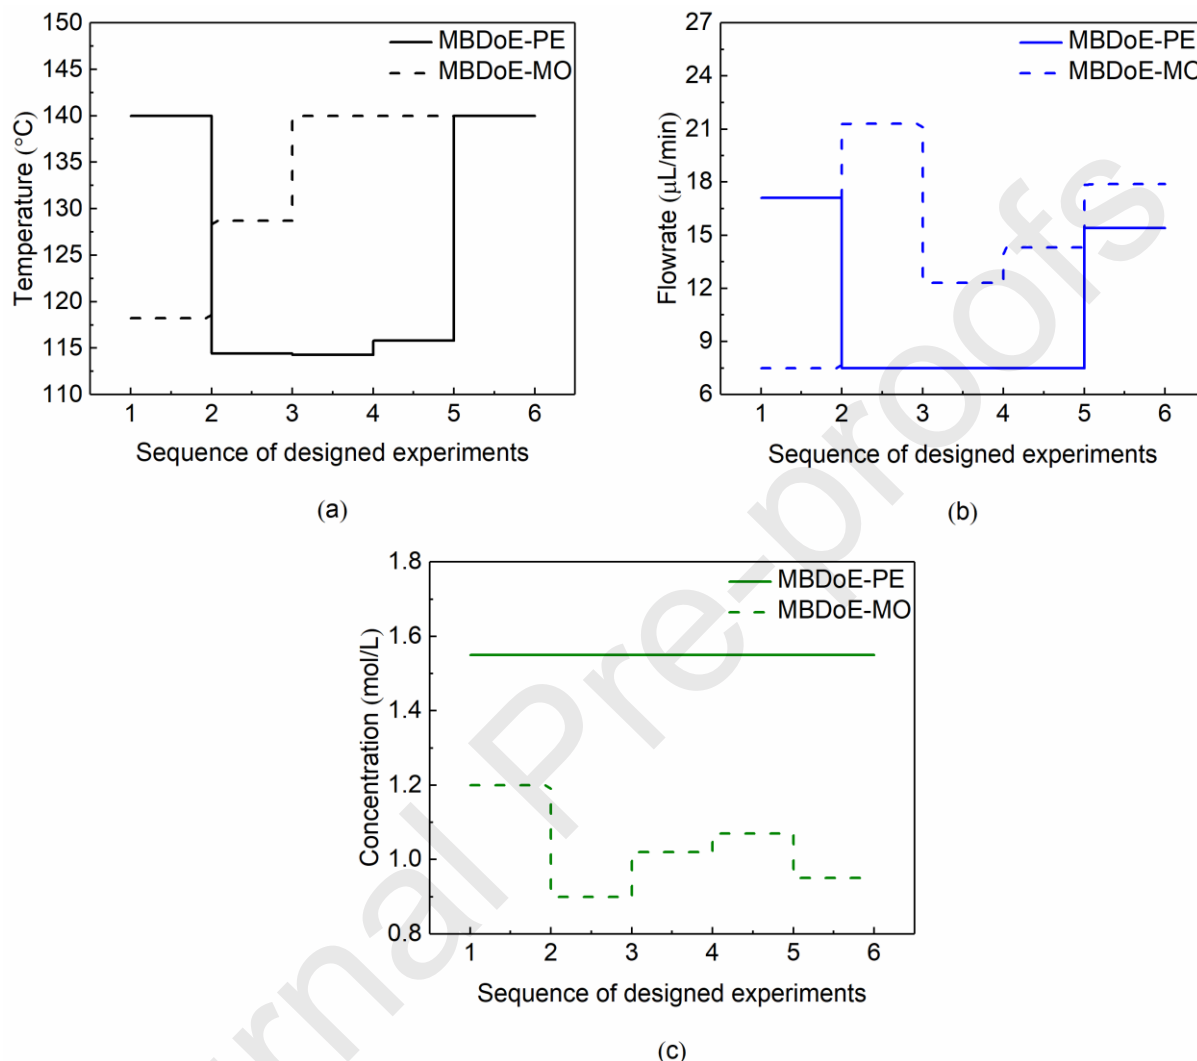 150
145
140
135
130
125
120
115
110
Temperature (°C)
MBDoE-PE
MBDoE-MO
1 2 3 4 5 6
Sequence of designed experiments
(a)
27
24
21
18
15
12
9
6
Flowrate (μL/min)
MBDoE-PE
MBDoE-MO
1 2 3 4 5 6
Sequence of designed experiments
(b)
1.8
1.6
1.4
1.2
1.0
0.8
Concentration (mol/L)
MBDoE-PE
MBDoE-MO
1 2 3 4 5 6
Sequence of designed experiments
(c)
rnal Pre-proofs